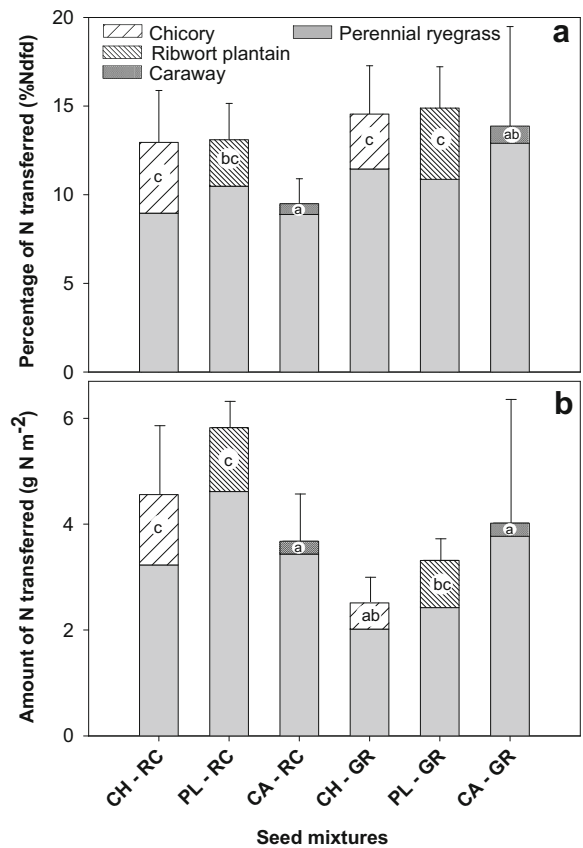 20
15
10
5
0
Percentage of N transferred (%Ndfd)
Chicory
Ribwort plantain
Caraway
Perennial ryegrass
a
c
bc
a
c
c
ab
6
4
2
0
Amount of N transferred (g N m⁻²)
b
c
c
a
ab
bc
a
CH - RC
PL - RC
CA - RC
CH - GR
PL - GR
CA - GR
Seed mixtures